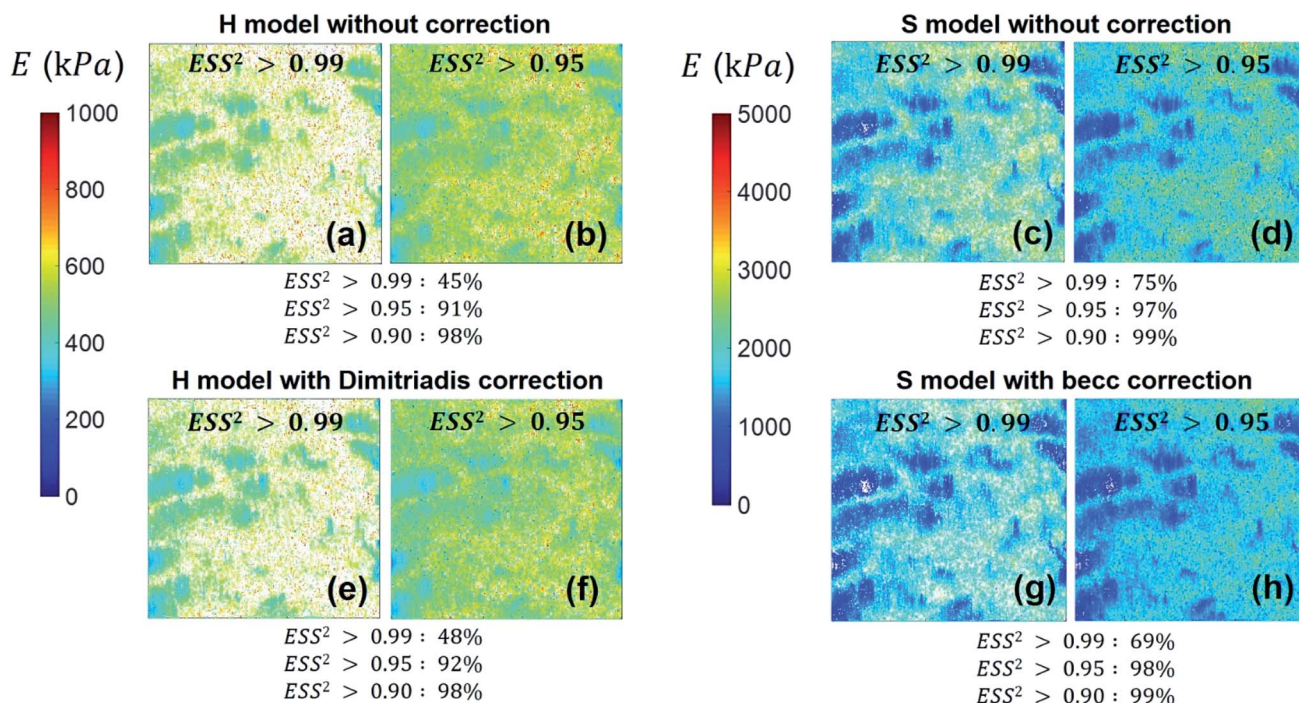 H model without correction
E (kPa)
1000
800
600
400
200
0
ESS² > 0.99
(a)
ESS² > 0.95
(b)
ESS² > 0.99 : 45%
ESS² > 0.95 : 91%
ESS² > 0.90 : 98%
S model without correction
E (kPa)
5000
4000
3000
2000
1000
0
ESS² > 0.99
(c)
ESS² > 0.95
(d)
ESS² > 0.99 : 75%
ESS² > 0.95 : 97%
ESS² > 0.90 : 99%
H model with Dimitriadis correction
ESS² > 0.99
(e)
ESS² > 0.95
(f)
ESS² > 0.99 : 48%
ESS² > 0.95 : 92%
ESS² > 0.90 : 98%
S model with becc correction
ESS² > 0.99
(g)
ESS² > 0.95
(h)
ESS² > 0.99 : 69%
ESS² > 0.95 : 98%
ESS² > 0.90 : 99%